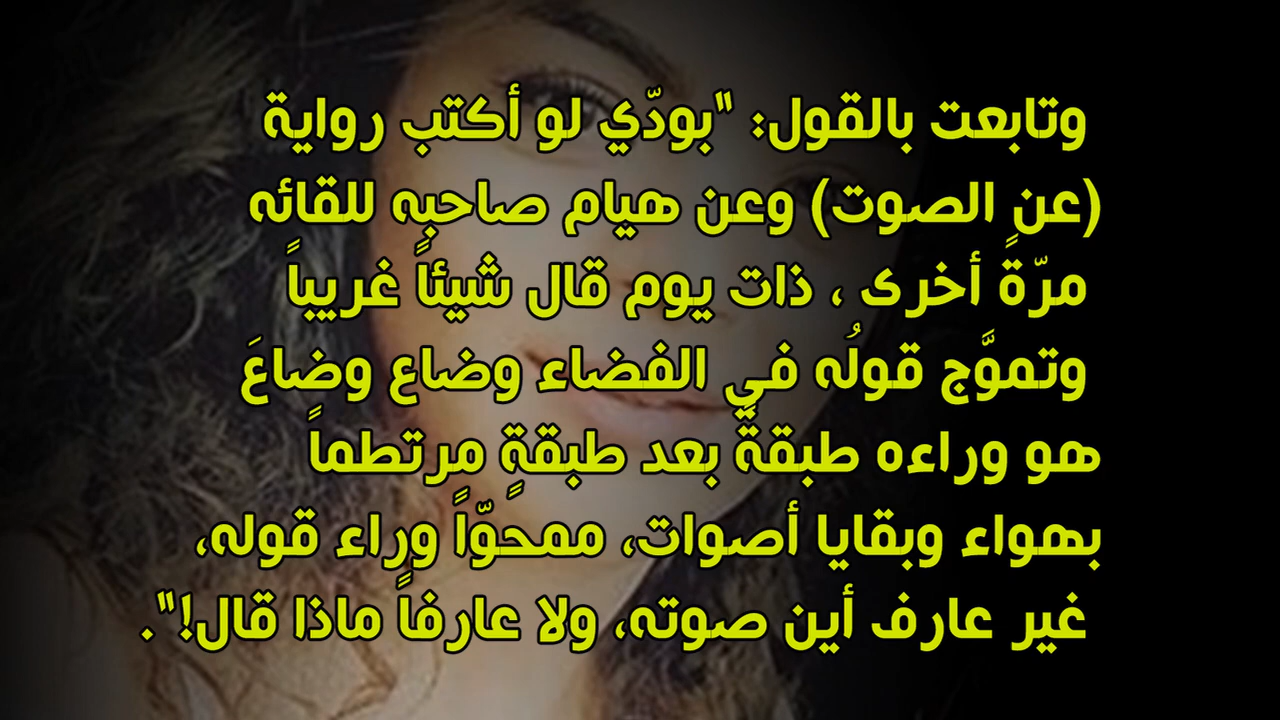 وتابعت بالقول: "بودّي لو أكتب رواية
(عن الصوت) وعن هيام صاحبِه للقائه
مرّةً أخرى ، ذات يوم قال شيئاً غريباً
وتموَّج قولُه في الفضاء وضاع وضاعَ
هو وراءه طبقةً بعد طبقةٍ مرتطماً
بهواء وبقايا أصوات، ممحوّاً وراء قوله،
غير عارف أين صوته، ولا عارفاً ماذا قال!".